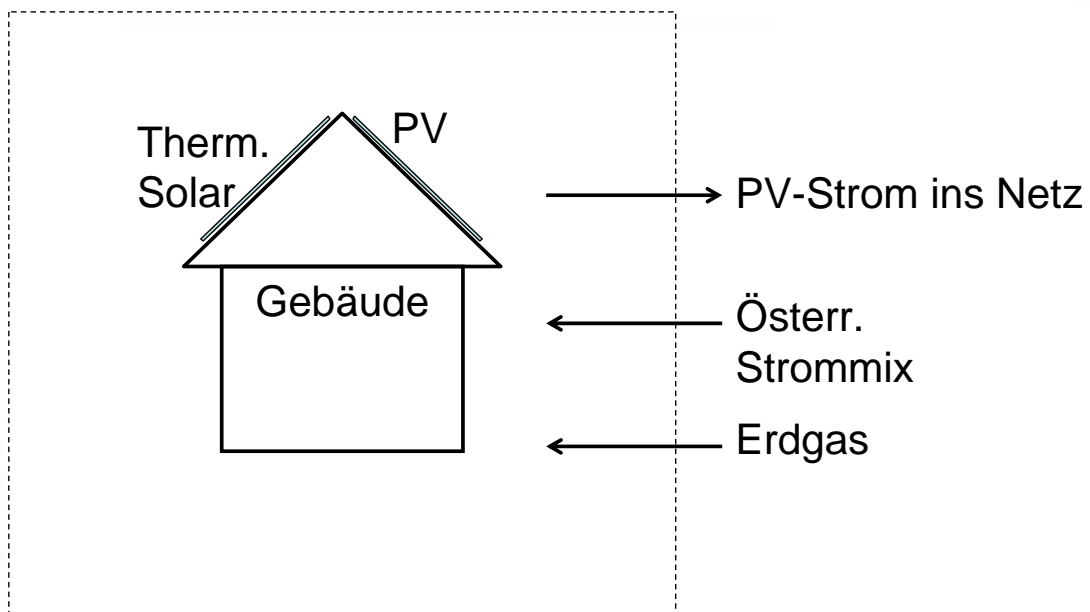 Therm.
Solar
PV
Gebäude
PV-Strom ins Netz
Österr.
Strommix
Erdgas